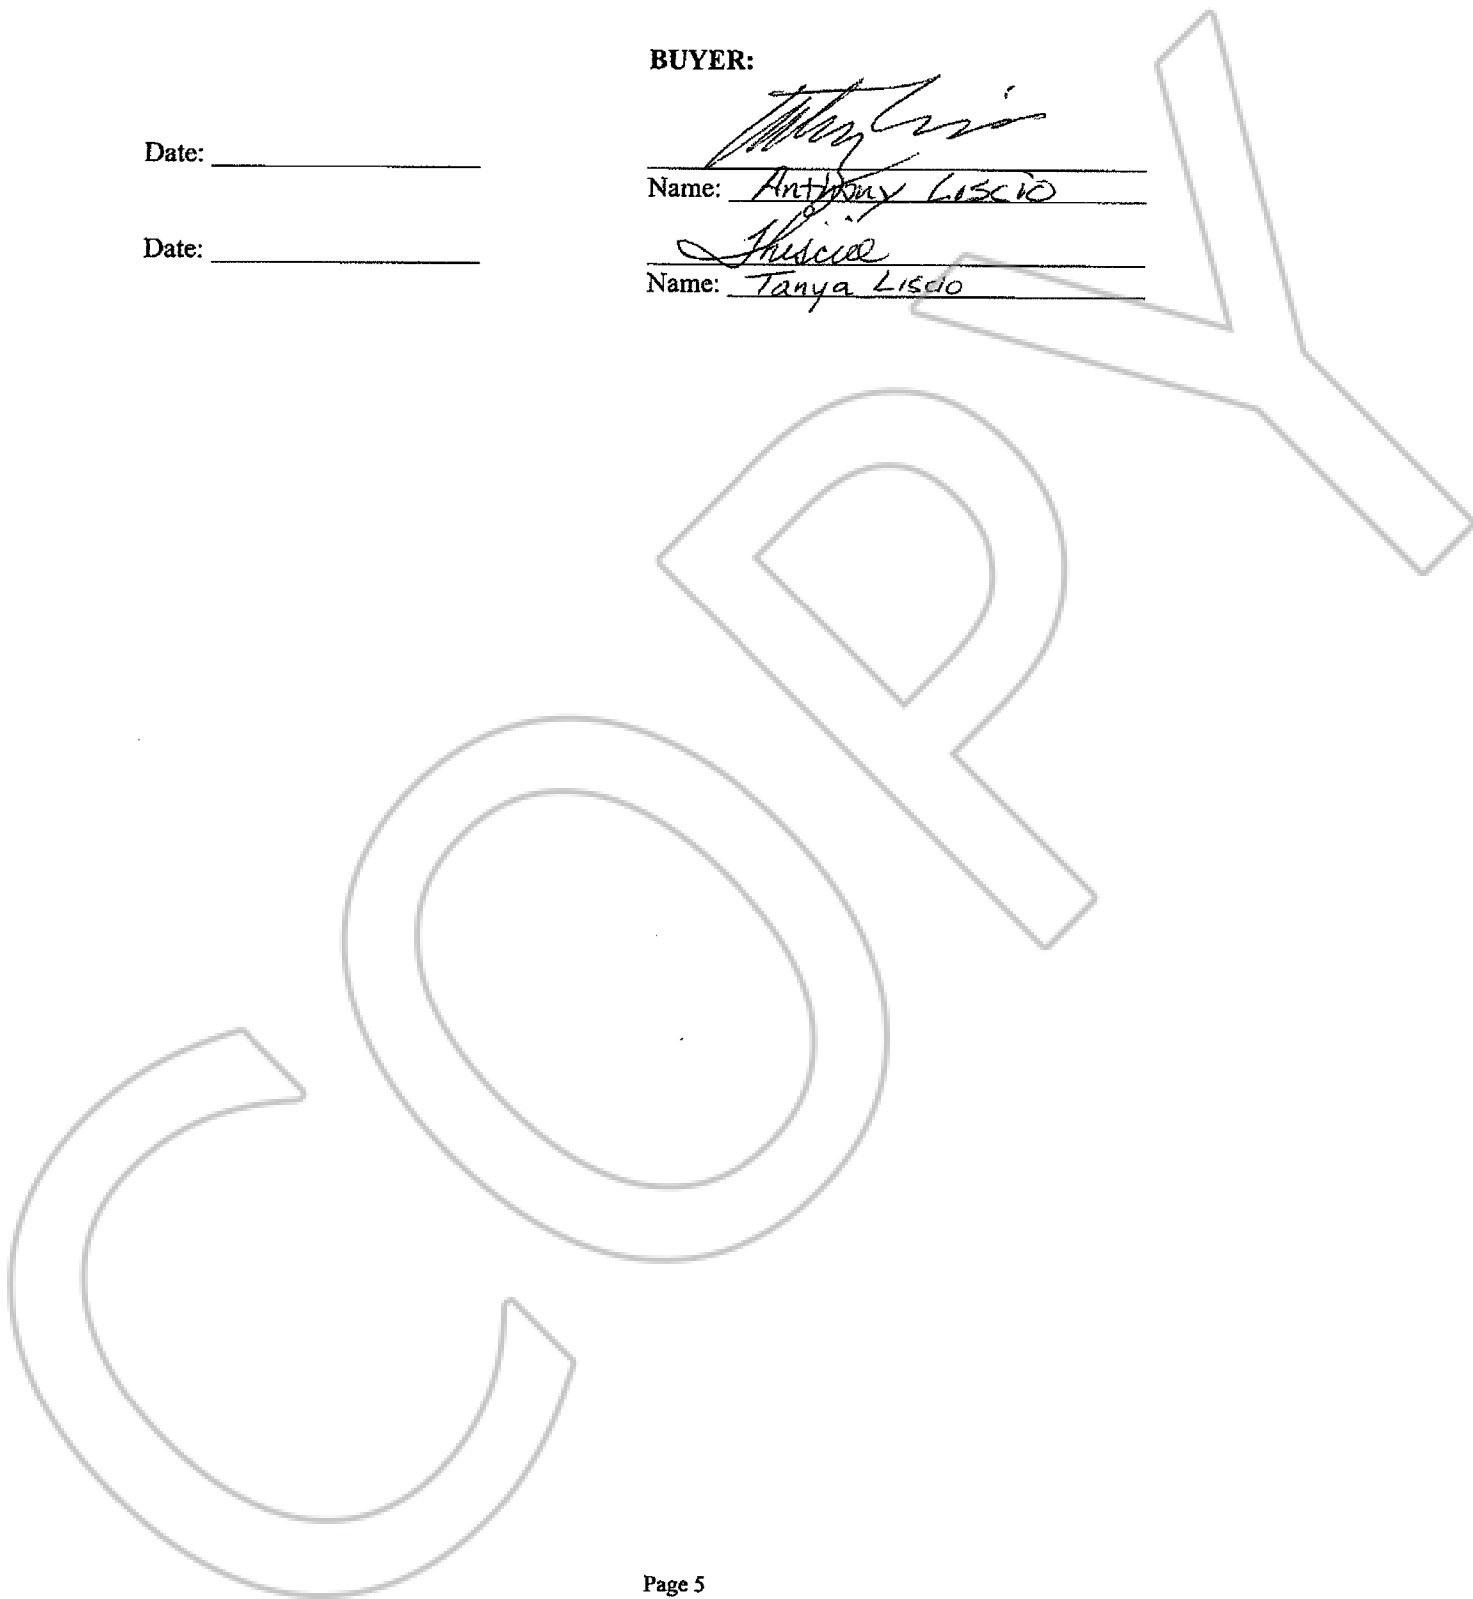 BUYER:
Date:
Name: Anthony Liscio
Date:
Name: Tanya Liscio
COPY
Page 5